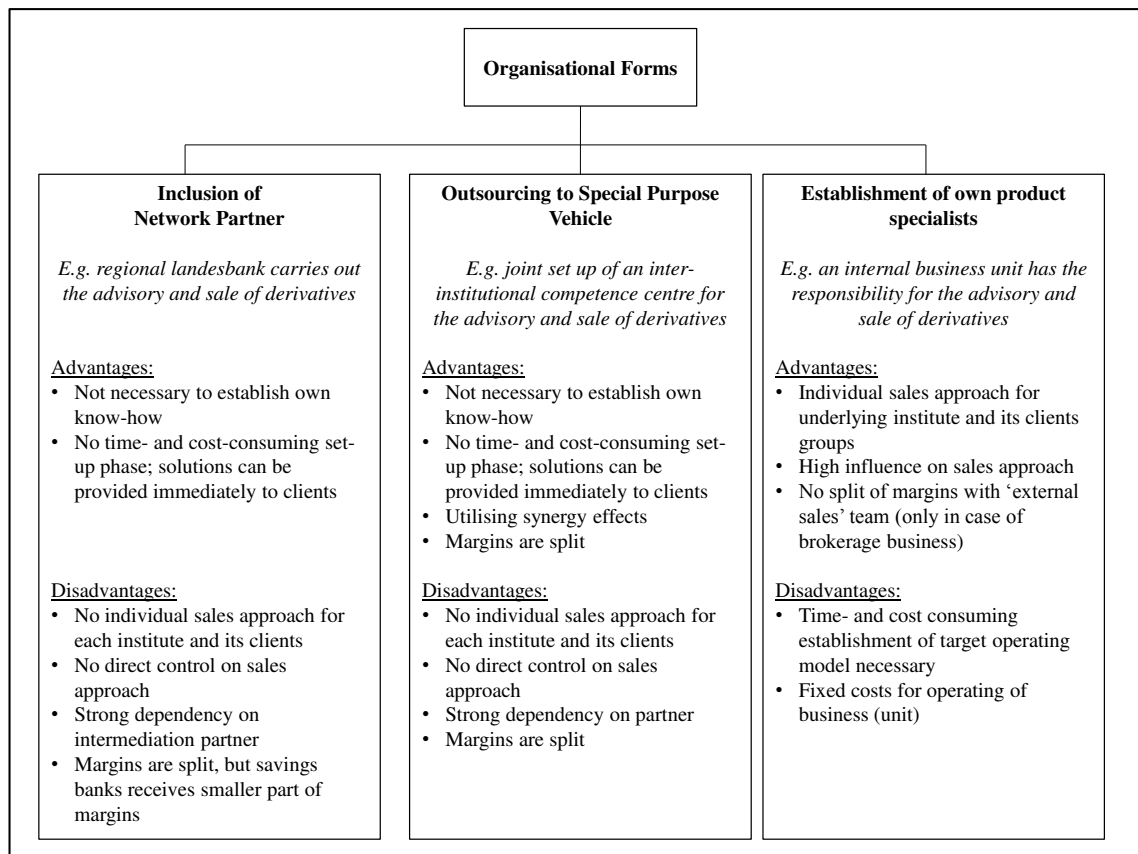 Organisational Forms
Inclusion of
Network Partner
E.g. regional landesbank carries out
the advisory and sale of derivatives
Advantages:
• Not necessary to establish own
know-how
• No time- and cost-consuming set-
up phase; solutions can be
provided immediately to clients
Disadvantages:
• No individual sales approach for
each institute and its clients
• No direct control on sales
approach
• Strong dependency on
intermediation partner
• Margins are split, but savings
banks receives smaller part of
margins
Outsourcing to Special Purpose
Vehicle
E.g. joint set up of an inter-
institutional competence centre for
the advisory and sale of derivatives
Advantages:
• Not necessary to establish own
know-how
• No time- and cost-consuming set-
up phase; solutions can be
provided immediately to clients
• Utilising synergy effects
• Margins are split
Disadvantages:
• No individual sales approach for
each institute and its clients
• No direct control on sales
approach
• Strong dependency on partner
• Margins are split
Establishment of own product
specialists
E.g. an internal business unit has the
responsibility for the advisory and
sale of derivatives
Advantages:
• Individual sales approach for
underlying institute and its clients
groups
• High influence on sales approach
• No split of margins with ‘external
sales’ team (only in case of
brokerage business)
Disadvantages:
• Time- and cost consuming
establishment of target operating
model necessary
• Fixed costs for operating of
business (unit)